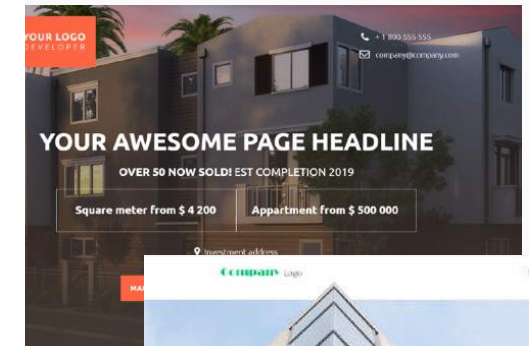 YOUR LOGO
DEVELOPER
+ 1 800 555 555
company@company.com
YOUR AWESOME PAGE HEADLINE
OVER 50 NOW SOLD! EST COMPLETION 2019
Square meter from $ 4 200
Appartment from $ 500 000
Investment address
Company Logo